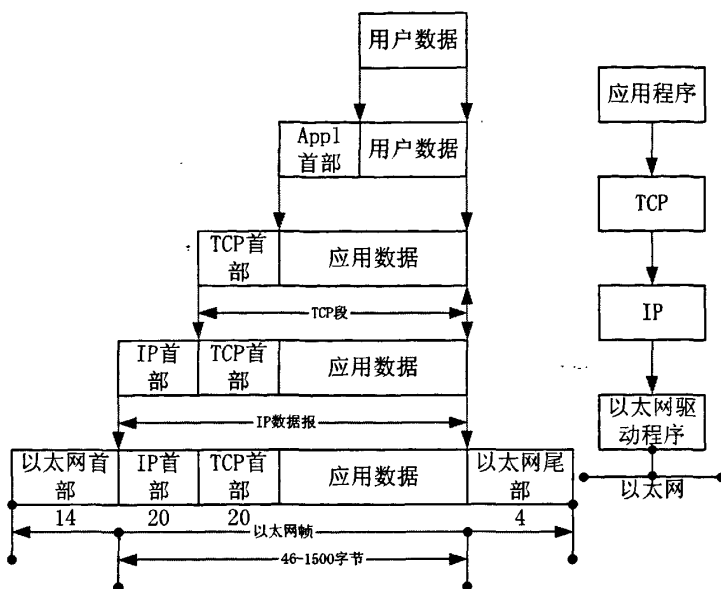 用户数据
应用程序
Appl
首部
用户数据
TCP
TCP首
部
应用数据
TCP段
IP
IP首
部
TCP首
部
应用数据
IP数据报
以太网驱
动程序
以太网首
部
IP首
部
TCP首
部
应用数据
以太网尾
部
以太网
14
20
20
以太网帧
4
46-1500字节